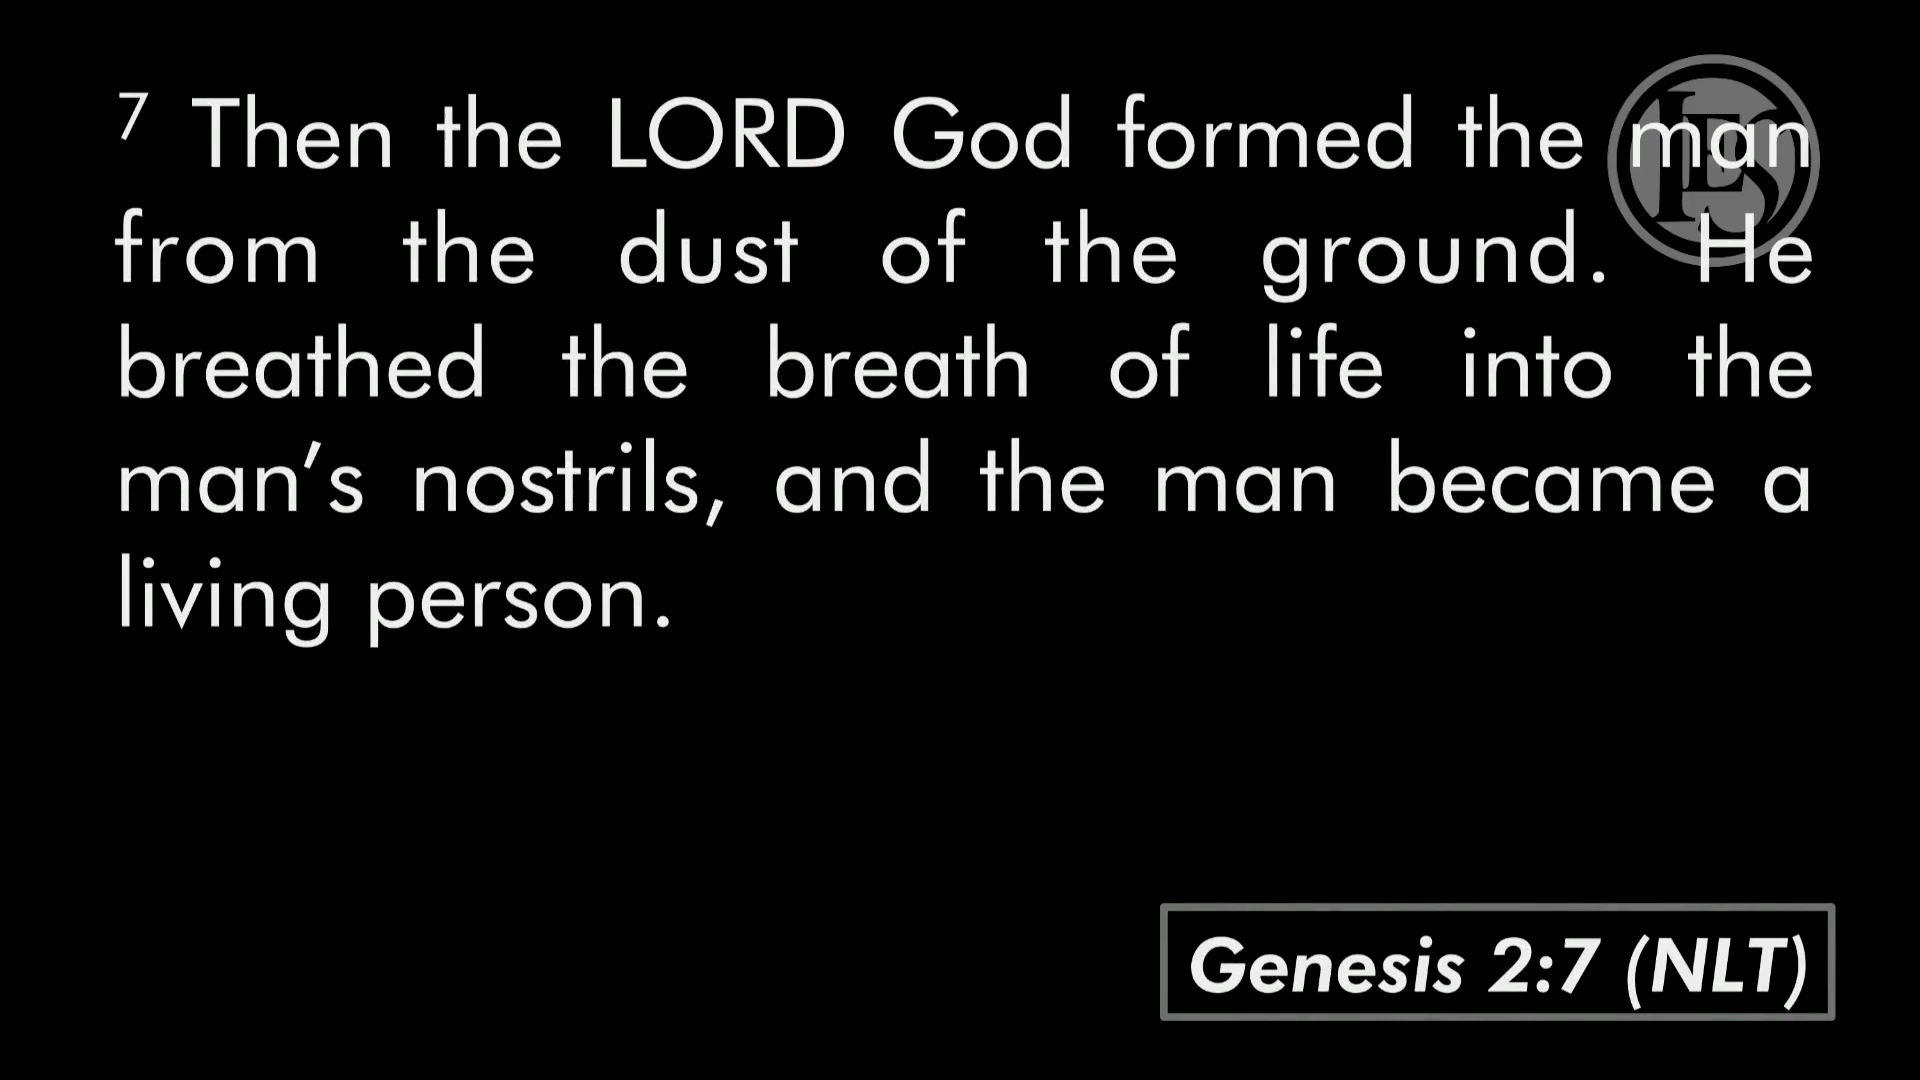 7 Then the LORD God formed the man
from the dust of the ground. He
breathed the breath of life into the
man’s nostrils, and the man became a
living person.
Genesis 2:7 (NLT)